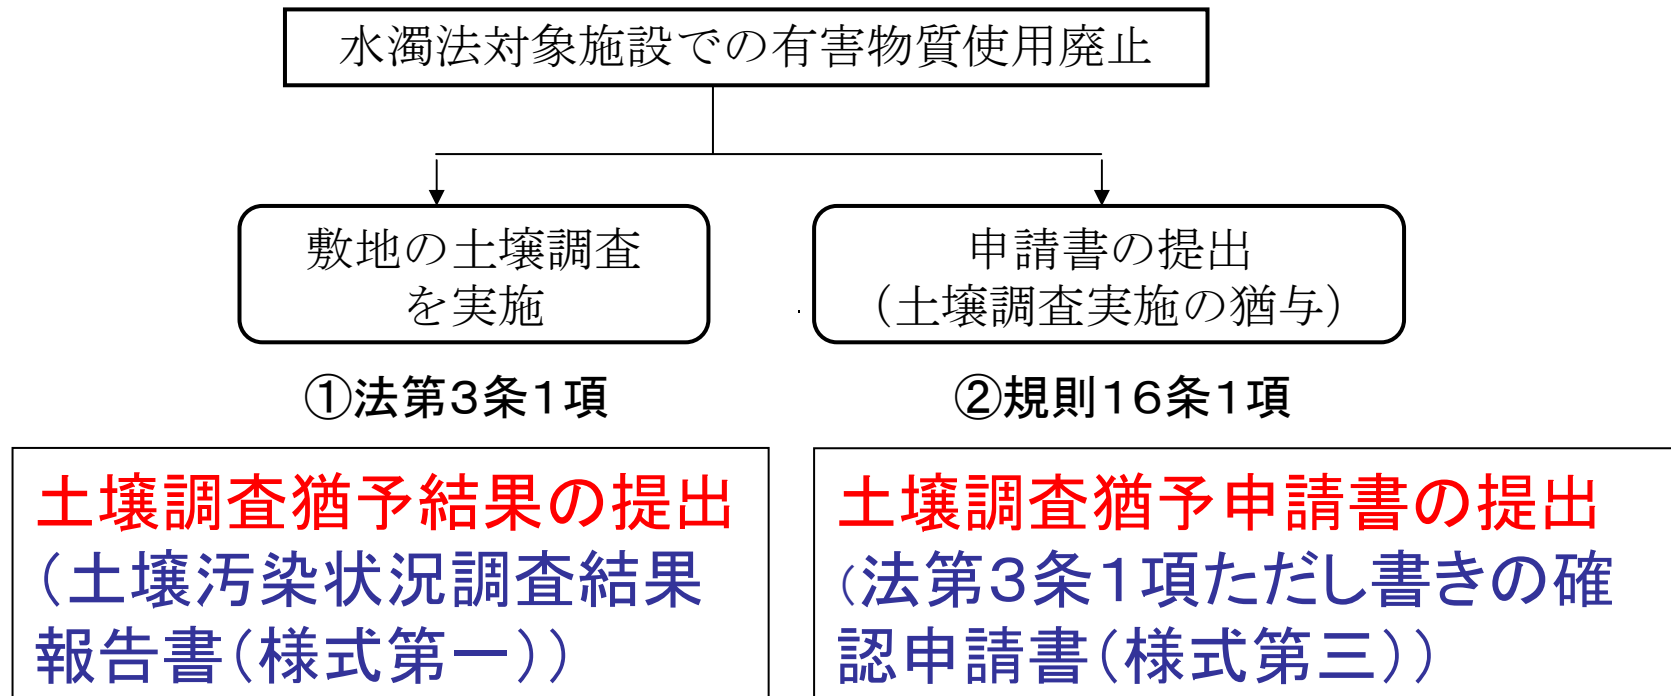 水濁法対象施設での有害物質使用廃止
敷地の土壌調査
を実施
申請書の提出
（土壌調査実施の猶与）
①法第３条１項
②規則１６条１項
土壌調査猶予結果の提出
（土壌汚染状況調査結果
報告書（様式第一））
土壌調査猶予申請書の提出
（法第３条１項ただし書きの確
認申請書（様式第三））